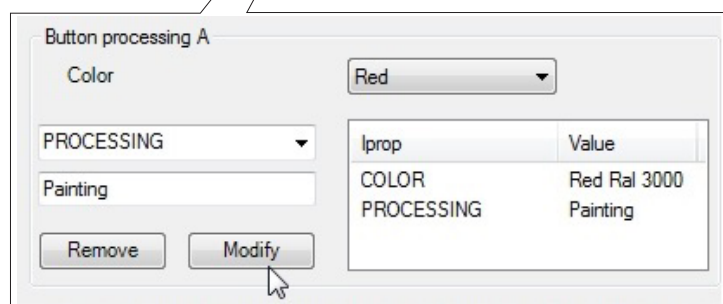 Button processing A
Color Red
PROCESSING Iprop Value
Painting COLOR Red Ral 3000
PROCESSING Painting
Remove Modify